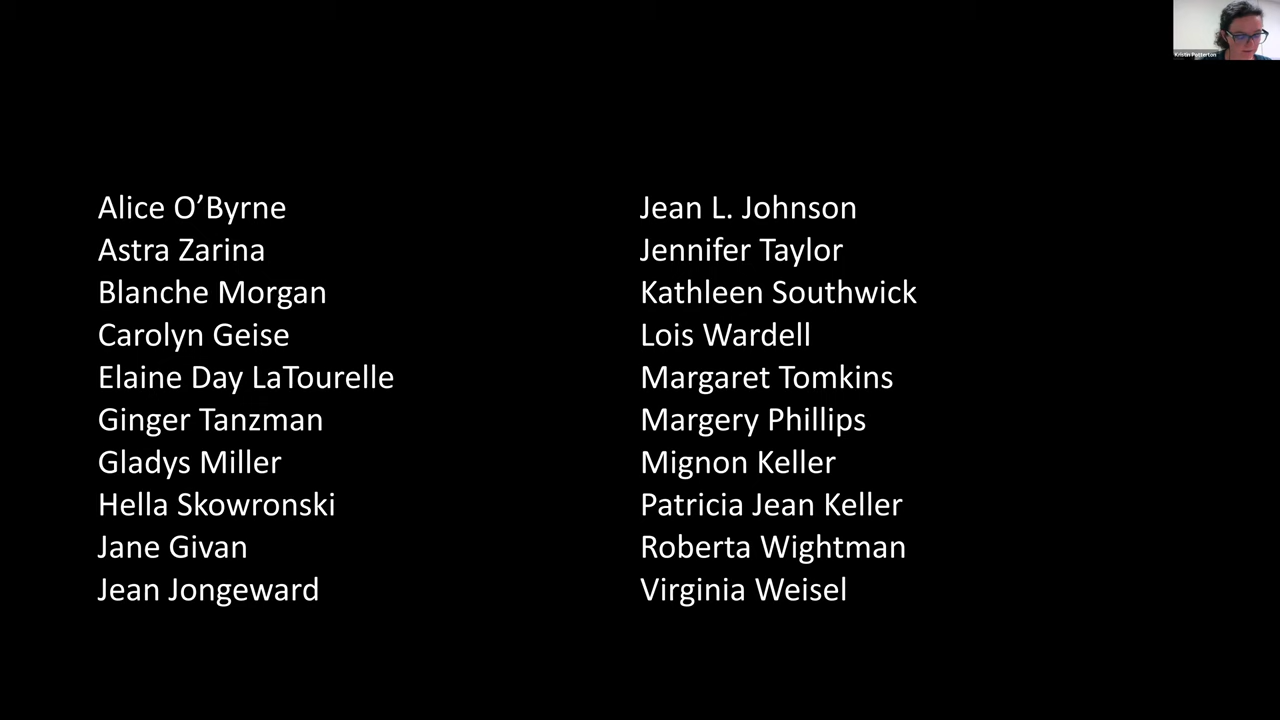 Kristin Potterton
Alice O’Byrne
Astra Zarina
Blanche Morgan
Carolyn Geise
Elaine Day LaTourelle
Ginger Tanzman
Gladys Miller
Hella Skowronski
Jane Givan
Jean Jongeward
Jean L. Johnson
Jennifer Taylor
Kathleen Southwick
Lois Wardell
Margaret Tomkins
Margery Phillips
Mignon Keller
Patricia Jean Keller
Roberta Wightman
Virginia Weisel